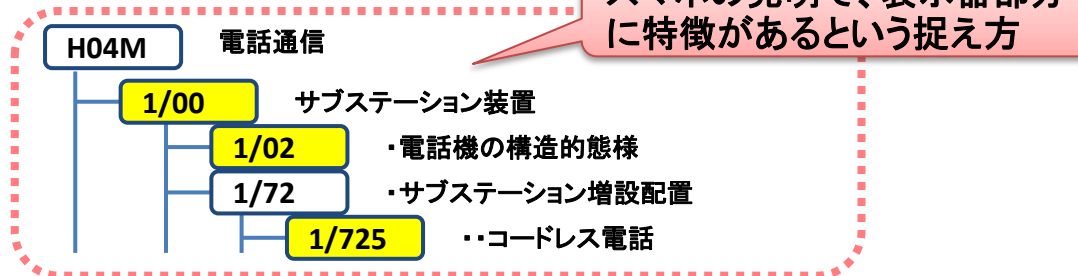 に特徴があるという捉え方
H04M 電話通信
1/00 サブステーション装置
1/02 ・電話機の構造的態様
1/72 ・サブステーション増設配置
1/725 ・・コードレス電話